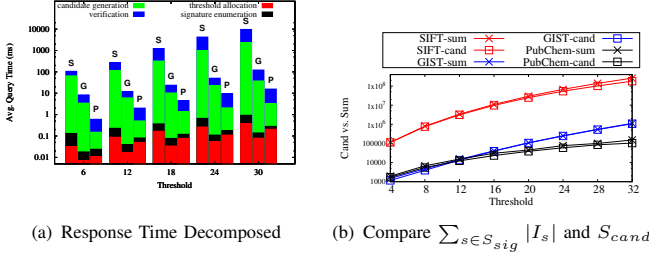 candidate generation
verification
threshold allocation
signature enumeration
Avg. Query Time (ms)
10000
1000
100
10
1
0.1
0.01
S G P S G P S G P S G P S G P
6 12 18 24 30
Threshold
(a) Response Time Decomposed
SIFT-sum
SIFT-cand
GIST-sum
GIST-cand
PubChem-sum
PubChem-cand
Cand vs. Sum
1x10^8
1x10^7
1x10^6
100000
10000
1000
4 8 12 16 20 24 28 32
Threshold
(b) Compare ∑_{s∈S_{sig}} |I_s| and S_{cand}